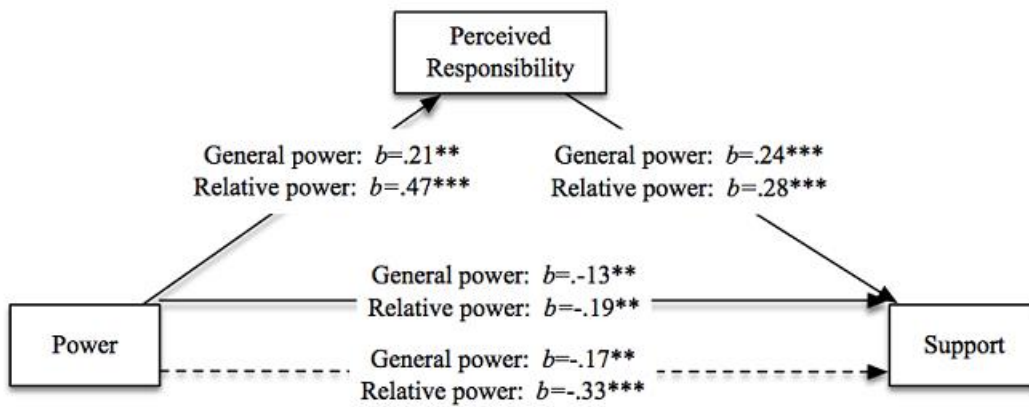 Perceived
Responsibility
General power: b=.21**
Relative power: b=.47***
General power: b=.24***
Relative power: b=.28***
General power: b=.-13**
Relative power: b=-.19**
Power
Support
General power: b=-.17**
Relative power: b=-.33***